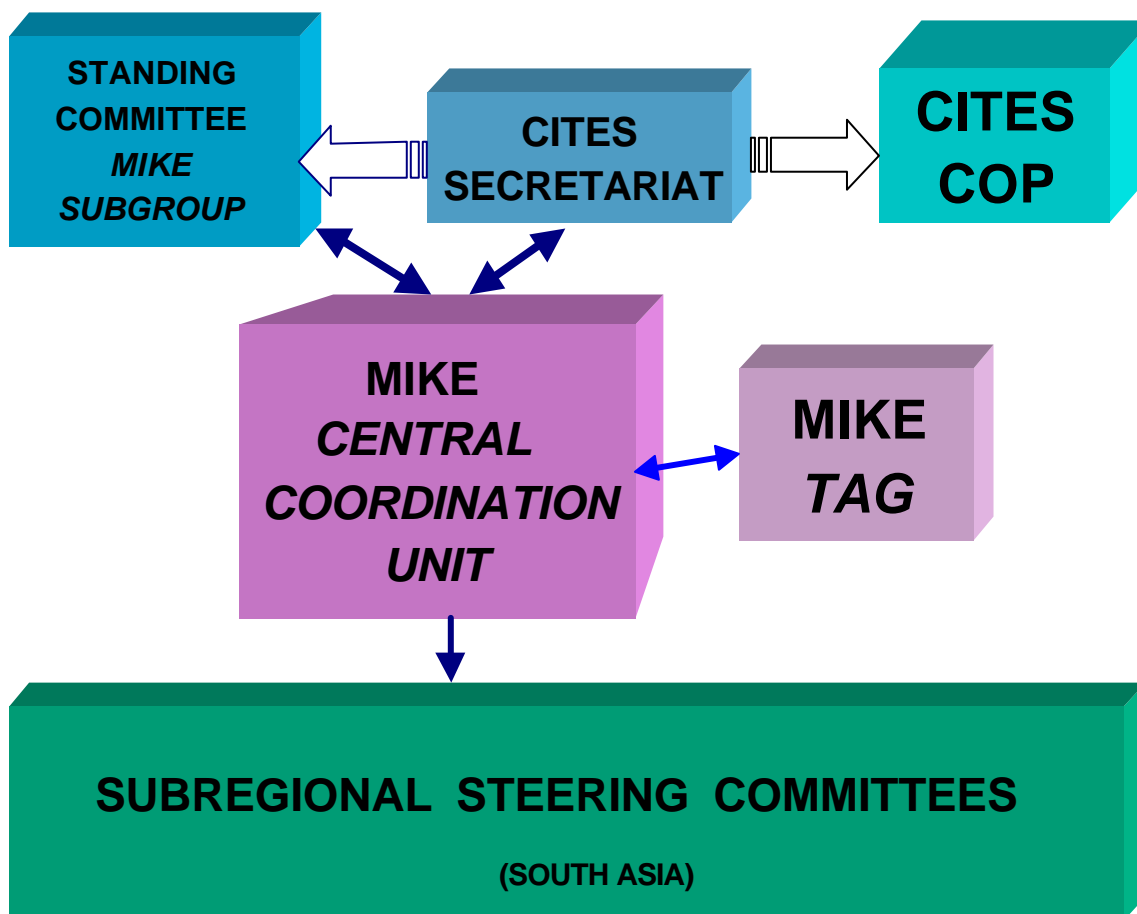 STANDING
COMMITTEE
MIKE
SUBGROUP
CITES
SECRETARIAT
CITES
COP
MIKE
CENTRAL
COORDINATION
UNIT
MIKE
TAG
SUBREGIONAL STEERING COMMITTEES
(SOUTH ASIA)